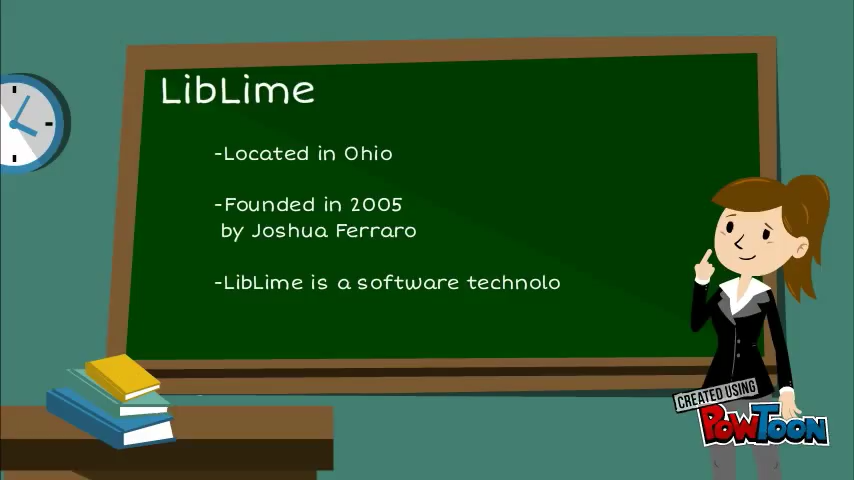 LibLime
-Located in Ohio
-Founded in 2005
by Joshua Ferraro
-LibLime is a software technolo
CREATED USING
POWTOON